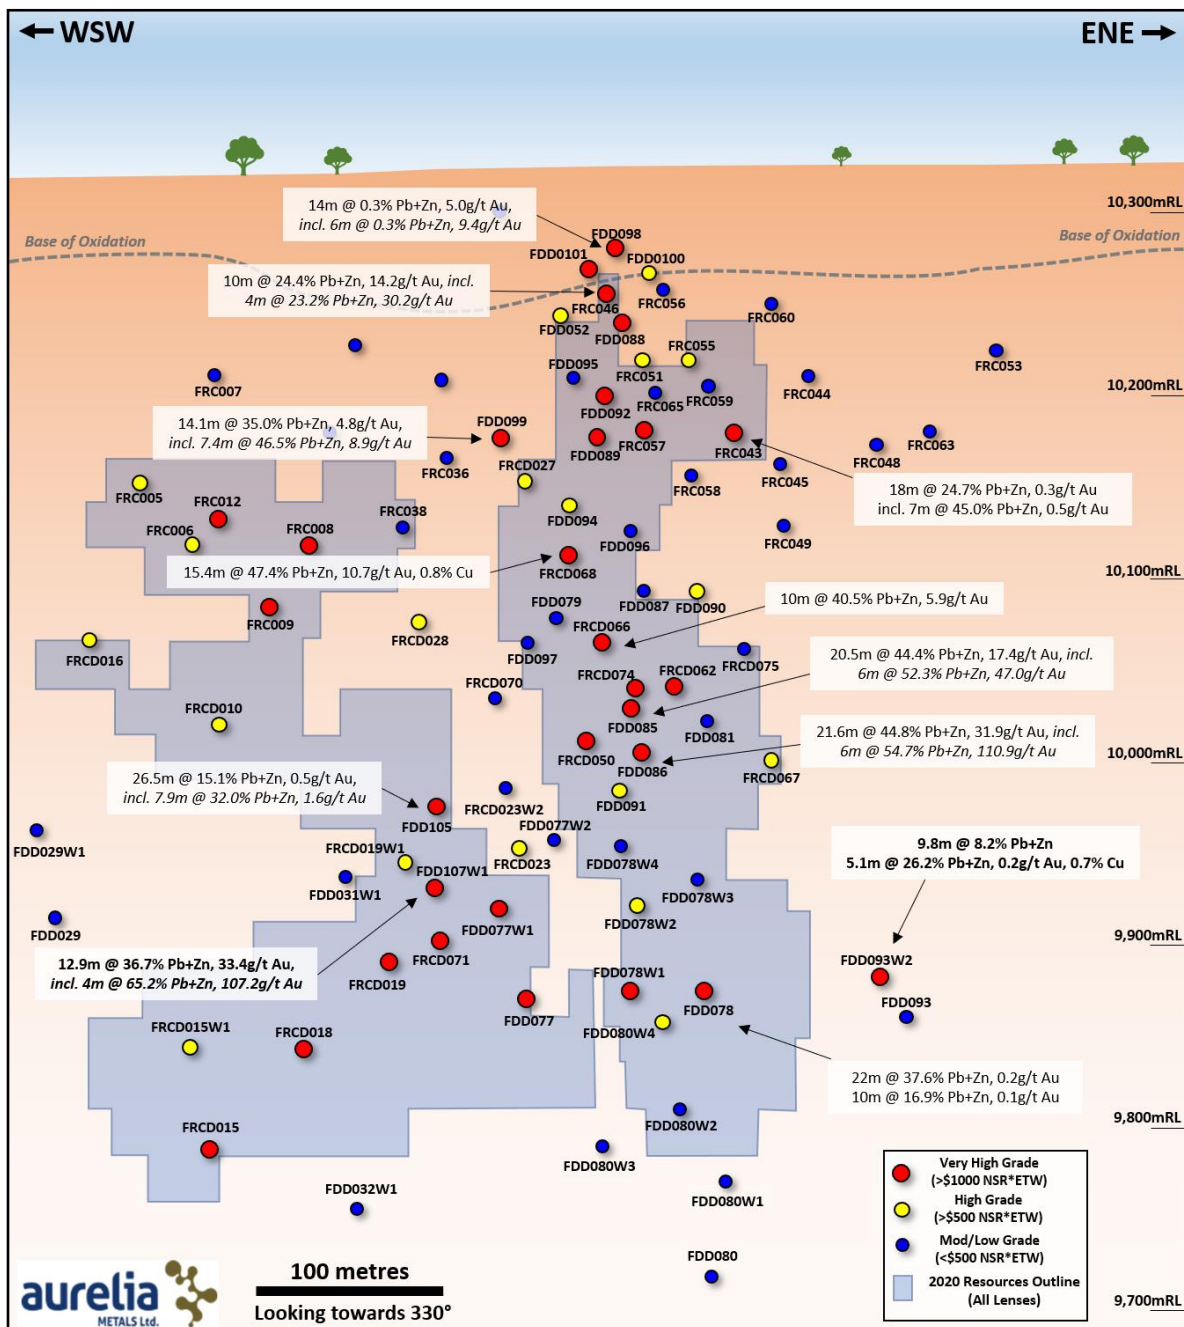 ← WSW
ENE →
10,300mRL
14m @ 0.3% Pb+Zn, 5.0g/t Au,
incl. 6m @ 0.3% Pb+Zn, 9.4g/t Au
Base of Oxidation
Base of Oxidation
FDD098
FDD0101
FDD0100
10m @ 24.4% Pb+Zn, 14.2g/t Au, incl.
4m @ 23.2% Pb+Zn, 30.2g/t Au
FRC046
FRC056
FRC060
FDD052
FDD088
FRC055
FRC053
FDD095
FRC051
FRC007
FRC059
FRC044
10,200mRL
FDD092
FRC065
14.1m @ 35.0% Pb+Zn, 4.8g/t Au,
incl. 7.4m @ 46.5% Pb+Zn, 8.9g/t Au
FDD099
FDD089
FRC057
FRC043
FRC048
FRC063
FRC036
FRCD027
FRC058
FRC045
18m @ 24.7% Pb+Zn, 0.3g/t Au
incl. 7m @ 45.0% Pb+Zn, 0.5g/t Au
FRC005
FRC012
FRC006
FRC008
FRC038
FDD094
FDD096
FRC049
15.4m @ 47.4% Pb+Zn, 10.7g/t Au, 0.8% Cu
FRCD068
10,100mRL
FRC009
FDD079
FDD087
FDD090
10m @ 40.5% Pb+Zn, 5.9g/t Au
FRCD028
FRCD066
FRCD016
FDD097
FRCD075
20.5m @ 44.4% Pb+Zn, 17.4g/t Au, incl.
6m @ 52.3% Pb+Zn, 47.0g/t Au
FRCD070
FRCD074
FRCD062
FRCD010
FDD085
FDD081
21.6m @ 44.8% Pb+Zn, 31.9g/t Au, incl.
6m @ 54.7% Pb+Zn, 110.9g/t Au
FRCD050
FDD086
FRCD067
10,000mRL
26.5m @ 15.1% Pb+Zn, 0.5g/t Au,
incl. 7.9m @ 32.0% Pb+Zn, 1.6g/t Au
FDD105
FRCD023W2
FDD091
FDD077W2
FDD029W1
FRCD019W1
FRCD023
FDD078W4
9.8m @ 8.2% Pb+Zn
5.1m @ 26.2% Pb+Zn, 0.2g/t Au, 0.7% Cu
FDD031W1
FDD107W1
FDD078W3
FDD029
FDD077W1
FDD078W2
9,900mRL
12.9m @ 36.7% Pb+Zn, 33.4g/t Au,
incl. 4m @ 65.2% Pb+Zn, 107.2g/t Au
FRCD071
FRCD019
FDD078W1
FDD093W2
FDD077
FDD078
FDD093
FRCD015W1
FRCD018
FDD080W4
22m @ 37.6% Pb+Zn, 0.2g/t Au
10m @ 16.9% Pb+Zn, 0.1g/t Au
9,800mRL
FRCD015
FDD080W2
FDD080W3
FDD032W1
FDD080W1
FDD080
Very High Grade
(>$1000 NSR*ETW)
High Grade
(>$500 NSR*ETW)
Mod/Low Grade
(<$500 NSR*ETW)
2020 Resources Outline
(All Lenses)
aurelia
METALS Ltd.
100 metres
Looking towards 330°
9,700mRL